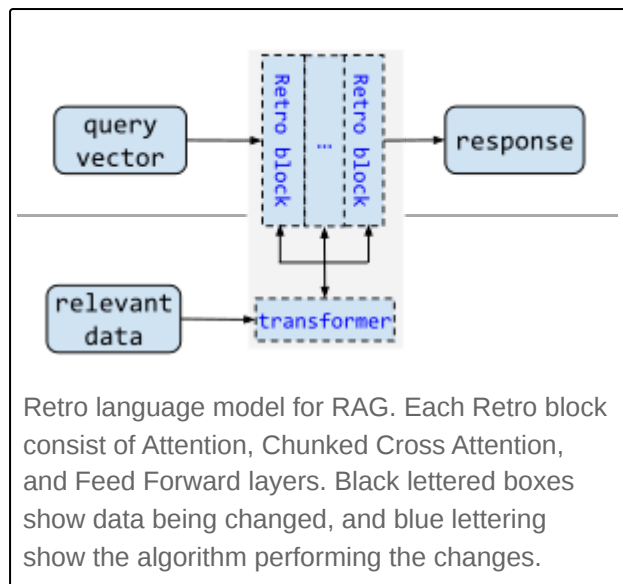 query
vector
Retro block
...
Retro block
response
relevant
data
transformer
Retro language model for RAG. Each Retro block
consist of Attention, Chunked Cross Attention,
and Feed Forward layers. Black lettered boxes
show data being changed, and blue lettering
show the algorithm performing the changes.